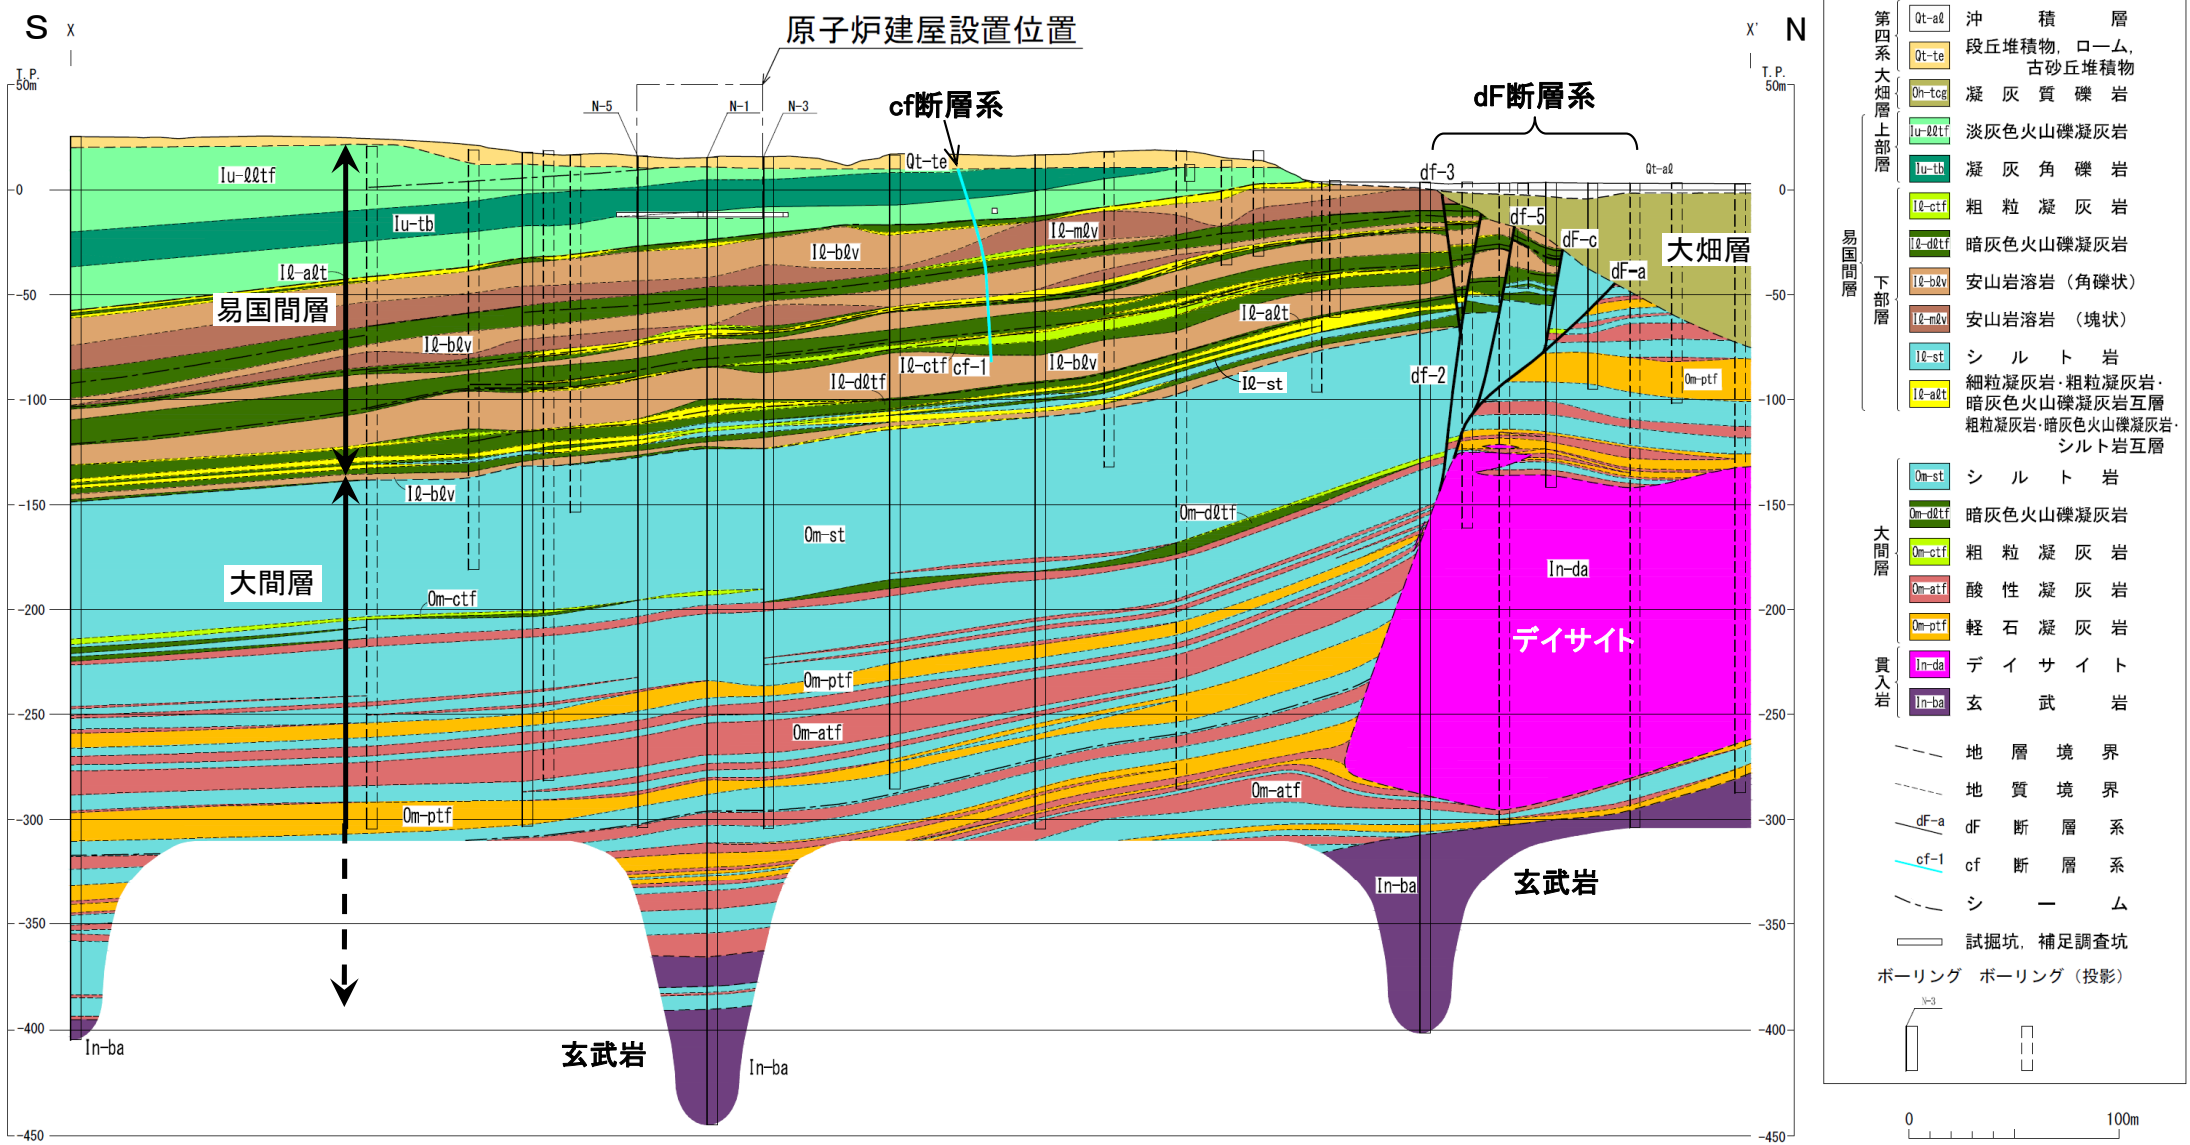 S X
原子炉建屋設置位置
X' N
T.P.
50m
0
-50
-100
-150
-200
-250
-300
-350
-400
-450
T.P.
50m
0
-50
-100
-150
-200
-250
-300
-350
-400
-450
N-5
N-1
N-3
cf断層系
dF断層系
Qt-te
df-3
Qt-aℓ
Iu-ℓℓtf
Iu-tb
df-5
Iℓ-mℓv
dF-c
Iℓ-bℓv
大畑層
Iℓ-aℓt
dF-a
易国間層
Iℓ-aℓt
Iℓ-bℓv
Iℓ-ctf
cf-1
Iℓ-bℓv
Iℓ-dℓtf
Iℓ-st
df-2
Om-ptf
Iℓ-bℓv
Om-dℓtf
Om-st
In-da
大間層
Om-ctf
デイサイト
Om-ptf
Om-atf
Om-atf
Om-ptf
In-ba
玄武岩
In-ba
玄武岩
In-ba
第四系
Qt-aℓ 沖積層
Qt-te 段丘堆積物，ローム，
古砂丘堆積物
大畑層
Oh-tcg 凝灰質礫岩
易国間層
上部層
Iu-ℓℓtf 淡灰色火山礫凝灰岩
Iu-tb 凝灰角礫岩
下部層
Iℓ-ctf 粗粒凝灰岩
Iℓ-dℓtf 暗灰色火山礫凝灰岩
Iℓ-bℓv 安山岩溶岩（角礫状）
Iℓ-mℓv 安山岩溶岩（塊状）
Iℓ-st シルト岩
Iℓ-aℓt 細粒凝灰岩・粗粒凝灰岩・
暗灰色火山礫凝灰岩互層
粗粒凝灰岩・暗灰色火山礫凝灰岩・
シルト岩互層
大間層
Om-st シルト岩
Om-dℓtf 暗灰色火山礫凝灰岩
Om-ctf 粗粒凝灰岩
Om-atf 酸性凝灰岩
Om-ptf 軽石凝灰岩
貫入岩
In-da デイサイト
In-ba 玄武岩
地層境界
地質境界
dF-a dF断層系
cf-1 cf断層系
シーム
試掘坑，補足調査坑
ボーリング ボーリング（投影）
N-3
0 100m